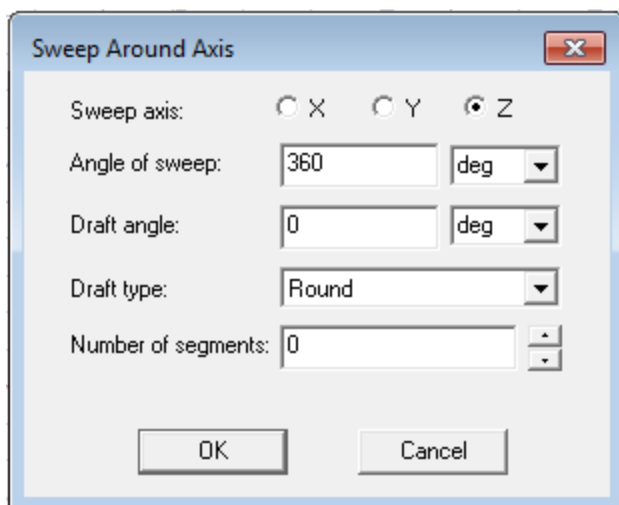 Sweep Around Axis
Sweep axis: X Y Z
Angle of sweep: 360 deg
Draft angle: 0 deg
Draft type: Round
Number of segments: 0
OK Cancel